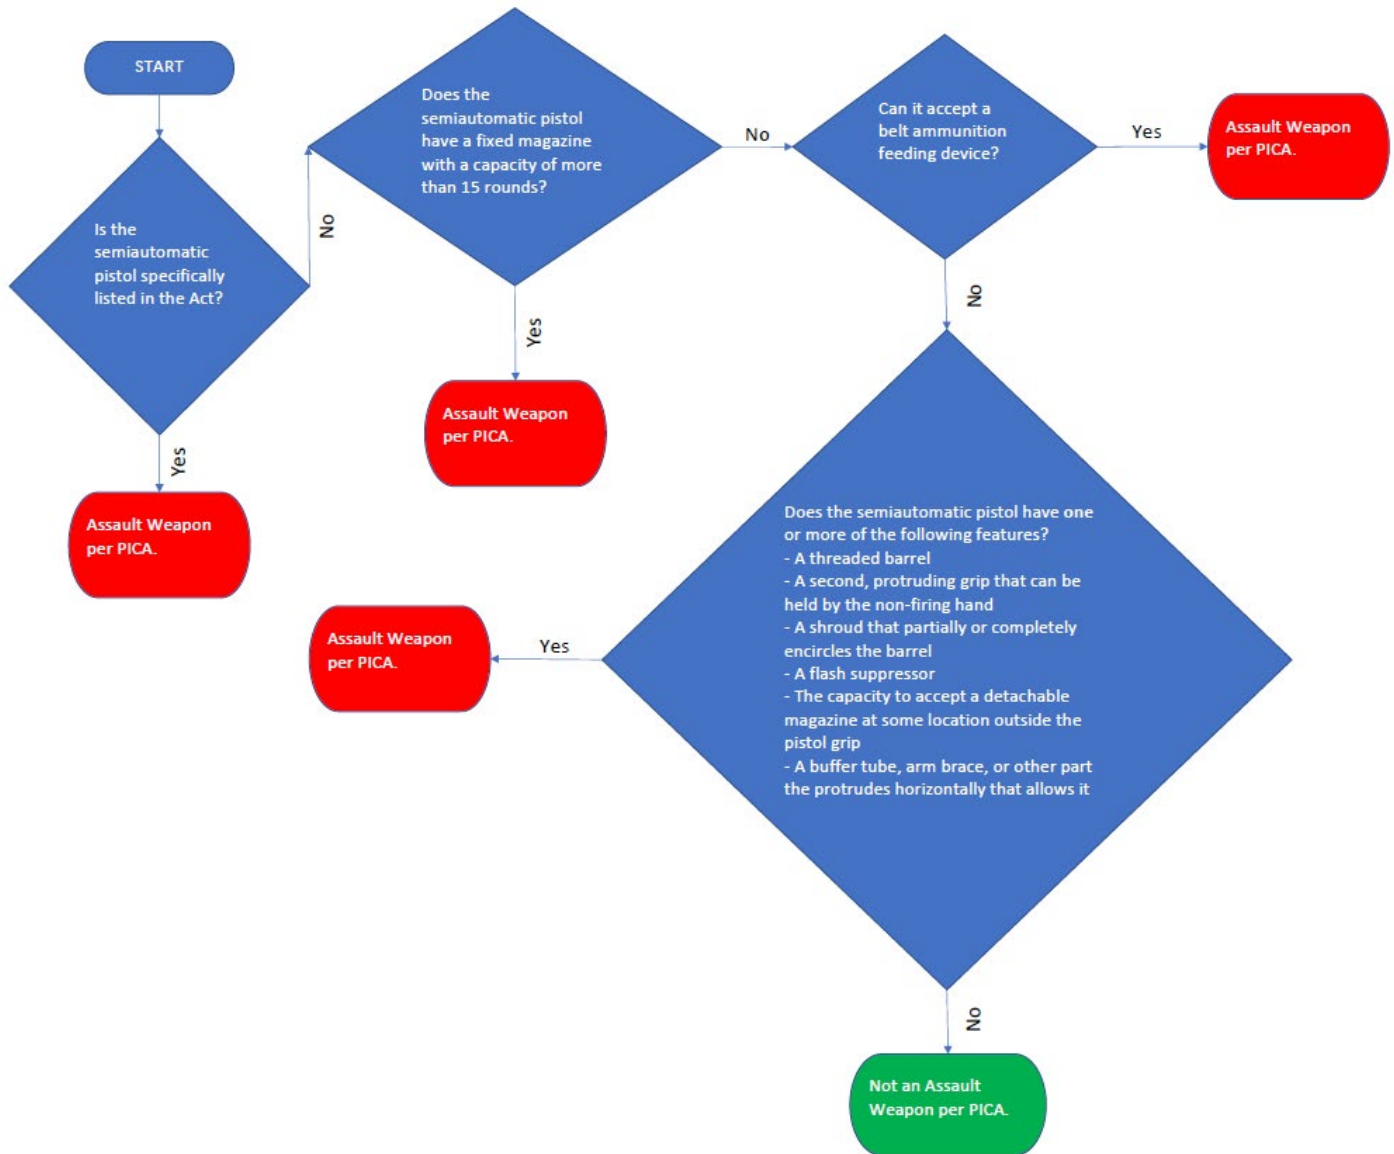 START
Is the
semiautomatic
pistol specifically
listed in the Act?
Yes
Assault Weapon
per PICA.
No
Does the
semiautomatic pistol
have a fixed magazine
with a capacity of more
than 15 rounds?
Yes
Assault Weapon
per PICA.
No
Can it accept a
belt ammunition
feeding device?
Yes
Assault Weapon
per PICA.
No
Does the semiautomatic pistol have one
or more of the following features?
- A threaded barrel
- A second, protruding grip that can be
held by the non-firing hand
- A shroud that partially or completely
encircles the barrel
- A flash suppressor
- The capacity to accept a detachable
magazine at some location outside the
pistol grip
- A buffer tube, arm brace, or other part
the protrudes horizontally that allows it
Yes
Assault Weapon
per PICA.
No
Not an Assault
Weapon per PICA.